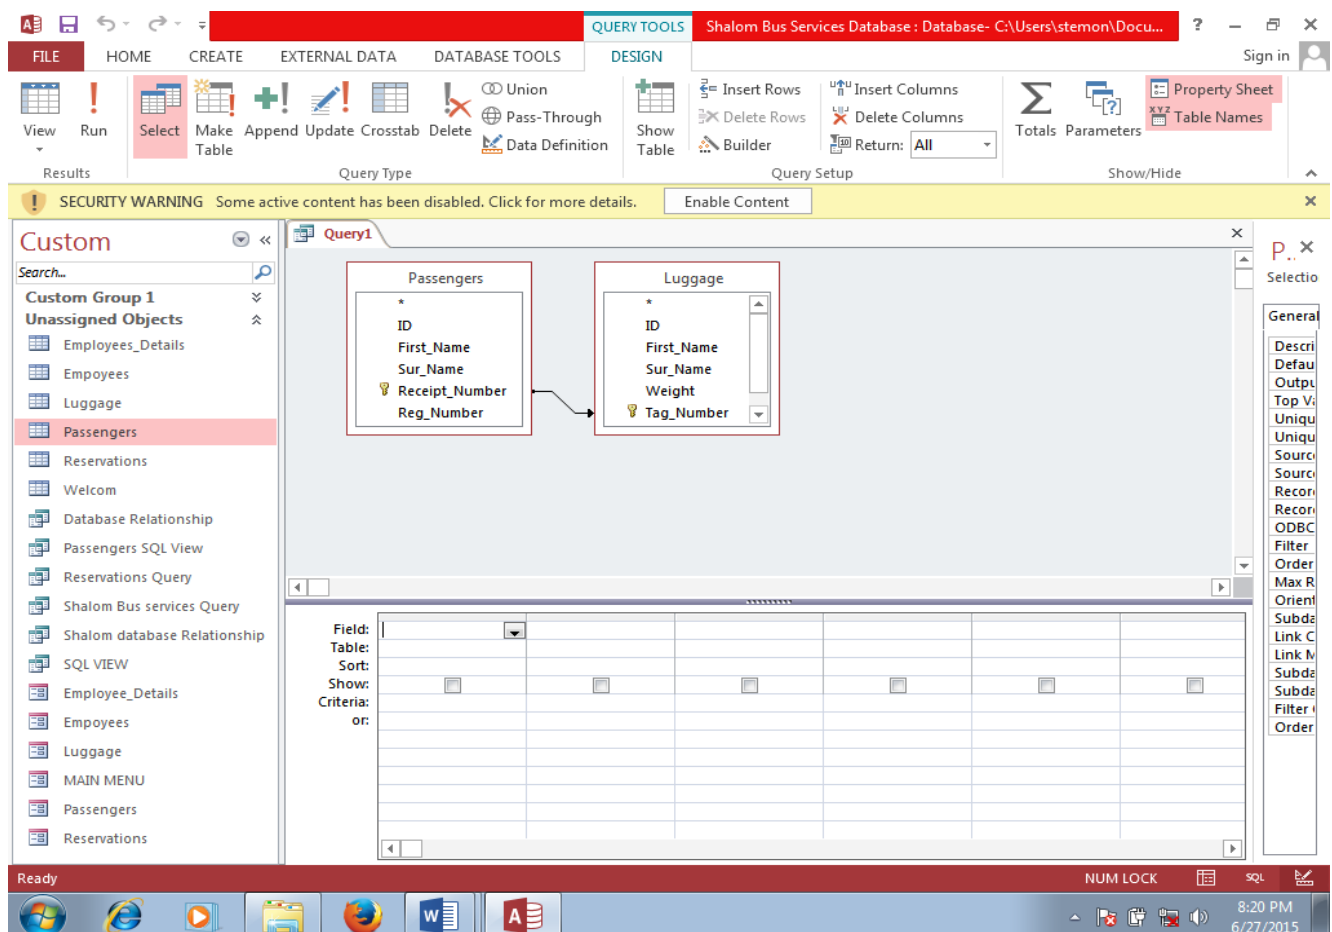 QUERY TOOLS Shalom Bus Services Database : Database- C:\Users\stemon\Docu... ?
FILE HOME CREATE EXTERNAL DATA DATABASE TOOLS DESIGN Sign in
View Run Select Make Table Append Update Crosstab Delete
Union
Pass-Through
Data Definition
Show Table
Insert Rows
Delete Rows
Builder
Insert Columns
Delete Columns
Return: All
Totals Parameters
Property Sheet
Table Names
Results Query Type Query Setup Show/Hide
SECURITY WARNING Some active content has been disabled. Click for more details. Enable Content
Custom «
Search...
Custom Group 1
Unassigned Objects
Employees_Details
Empoyees
Luggage
Passengers
Reservations
Welcom
Database Relationship
Passengers SQL View
Reservations Query
Shalom Bus services Query
Shalom database Relationship
SQL VIEW
Employee_Details
Empoyees
Luggage
MAIN MENU
Passengers
Reservations
Query1
Passengers
*
ID
First_Name
Sur_Name
Receipt_Number
Reg_Number
Luggage
*
ID
First_Name
Sur_Name
Weight
Tag_Number
Field:
Table:
Sort:
Show:
Criteria:
or:
P..
Selectio
General
Descri
Defau
Outpu
Top Va
Uniqu
Uniqu
Source
Source
Record
Record
ODBC
Filter
Order
Max R
Orient
Subda
Link C
Link M
Subda
Subda
Filter
Order
Ready NUM LOCK SQL
8:20 PM
6/27/2015